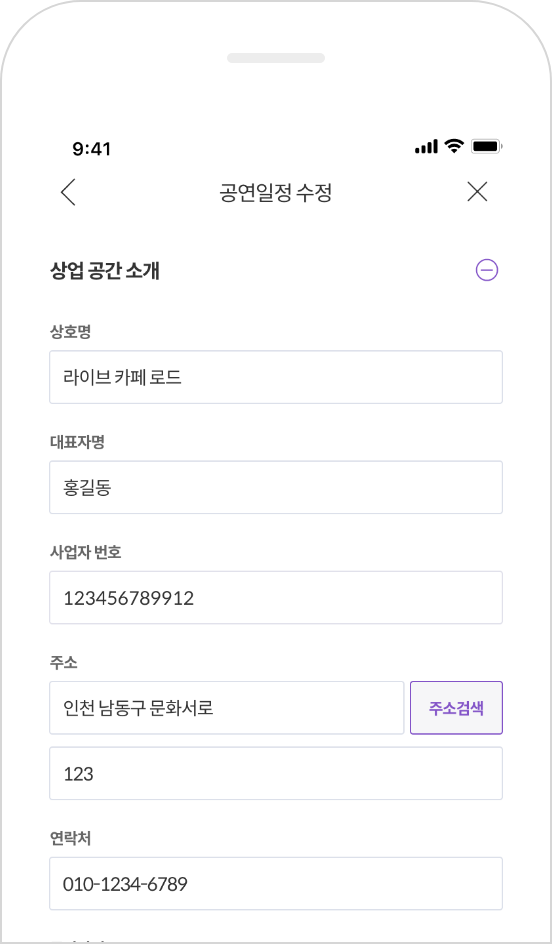 9:41
공연일정 수정
상업 공간 소개
상호명
라이브 카페 로드
대표자명
홍길동
사업자 번호
123456789912
주소
인천 남동구 문화서로
주소검색
123
연락처
010-1234-6789